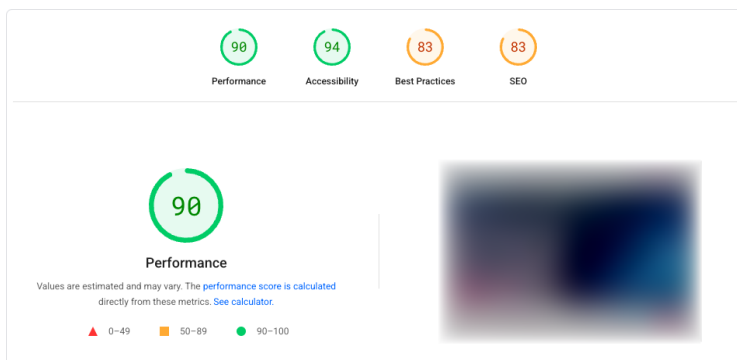 90
94
83
83
Performance
Accessibility
Best Practices
SEO
90
Performance
Values are estimated and may vary. The performance score is calculated
directly from these metrics. See calculator.
0–49
50–89
90–100